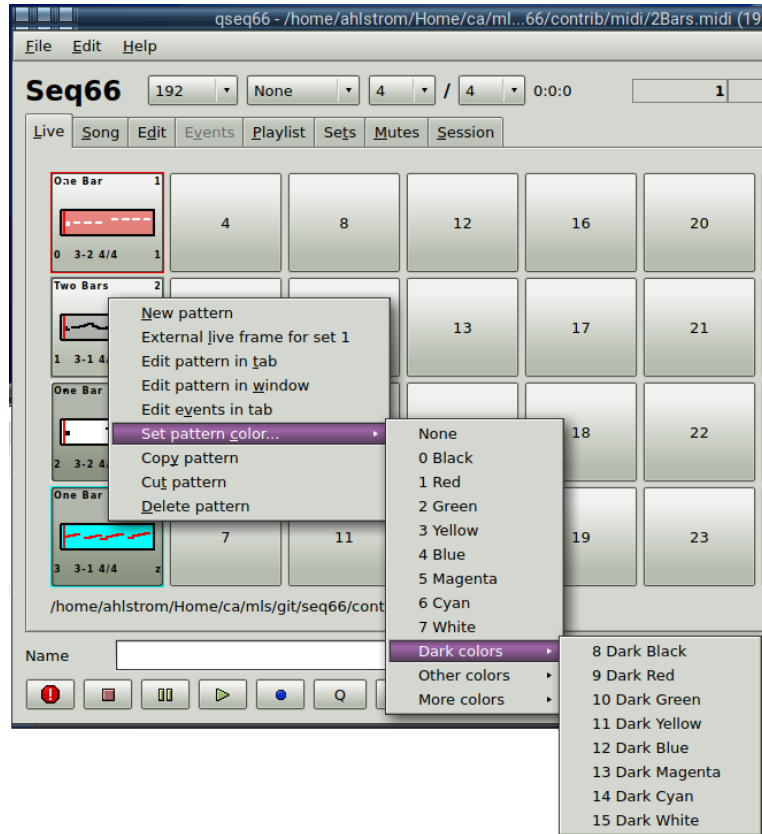 qseq66 - /home/ahlstrom/Home/ca/ml...66/contrib/midi/2Bars.midi (19
File Edit Help
Seq66 192 None 4 / 4 0:0:0 1
Live Song Edit Events Playlist Sets Mutes Session
One Bar 1
4 8 12 16 20
0 3-2 4/4 1
Two Bars 2
13 17 21
1 3-1 4
One Bar
18 22
2 3-2 4
One Bar
7 11 19 23
3 3-1 4/4 z
New pattern
External live frame for set 1
Edit pattern in tab
Edit pattern in window
Edit events in tab
Set pattern color...
Copy pattern
Cut pattern
Delete pattern
None
0 Black
1 Red
2 Green
3 Yellow
4 Blue
5 Magenta
6 Cyan
7 White
Dark colors
Other colors
More colors
8 Dark Black
9 Dark Red
10 Dark Green
11 Dark Yellow
12 Dark Blue
13 Dark Magenta
14 Dark Cyan
15 Dark White
/home/ahlstrom/Home/ca/mls/git/seq66/cont
Name
Q